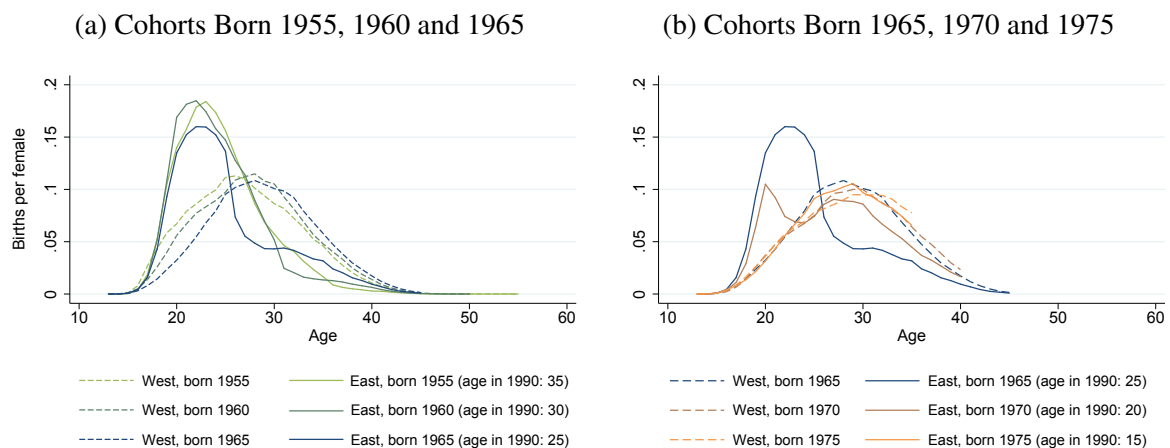 (a) Cohorts Born 1955, 1960 and 1965
(b) Cohorts Born 1965, 1970 and 1975
Births per female
.2
.15
.1
.05
0
10 20 30 40 50 60
Age
.2
.15
.1
.05
0
10 20 30 40 50 60
Age
West, born 1955 East, born 1955 (age in 1990: 35)
West, born 1960 East, born 1960 (age in 1990: 30)
West, born 1965 East, born 1965 (age in 1990: 25)
West, born 1965 East, born 1965 (age in 1990: 25)
West, born 1970 East, born 1970 (age in 1990: 20)
West, born 1975 East, born 1975 (age in 1990: 15)